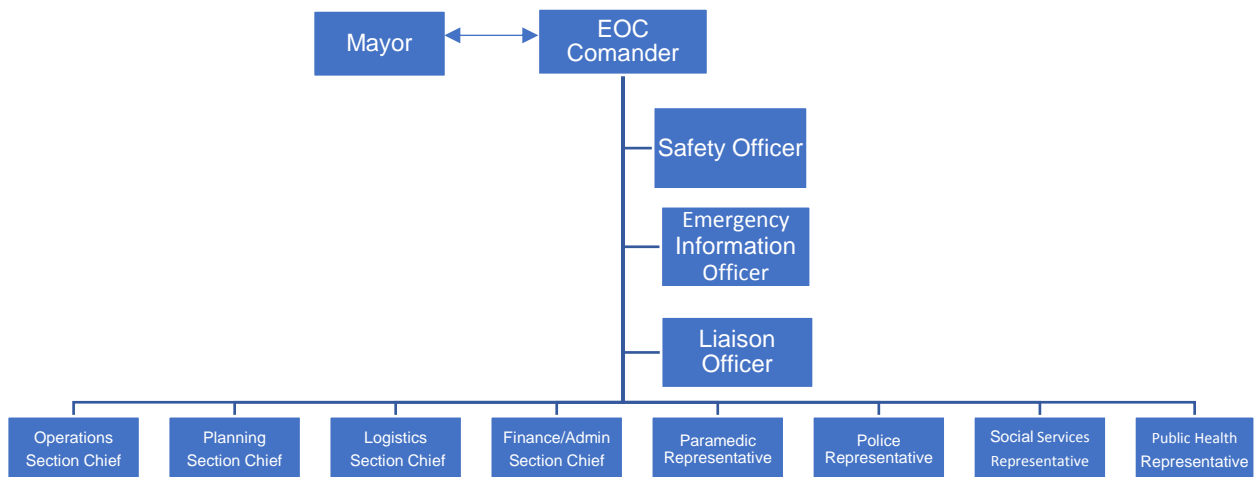 Mayor
EOC
Comander
Safety Officer
Emergency
Information
Officer
Liaison
Officer
Operations
Section Chief
Planning
Section Chief
Logistics
Section Chief
Finance/Admin
Section Chief
Paramedic
Representative
Police
Representative
Social Services
Representative
Public Health
Representative